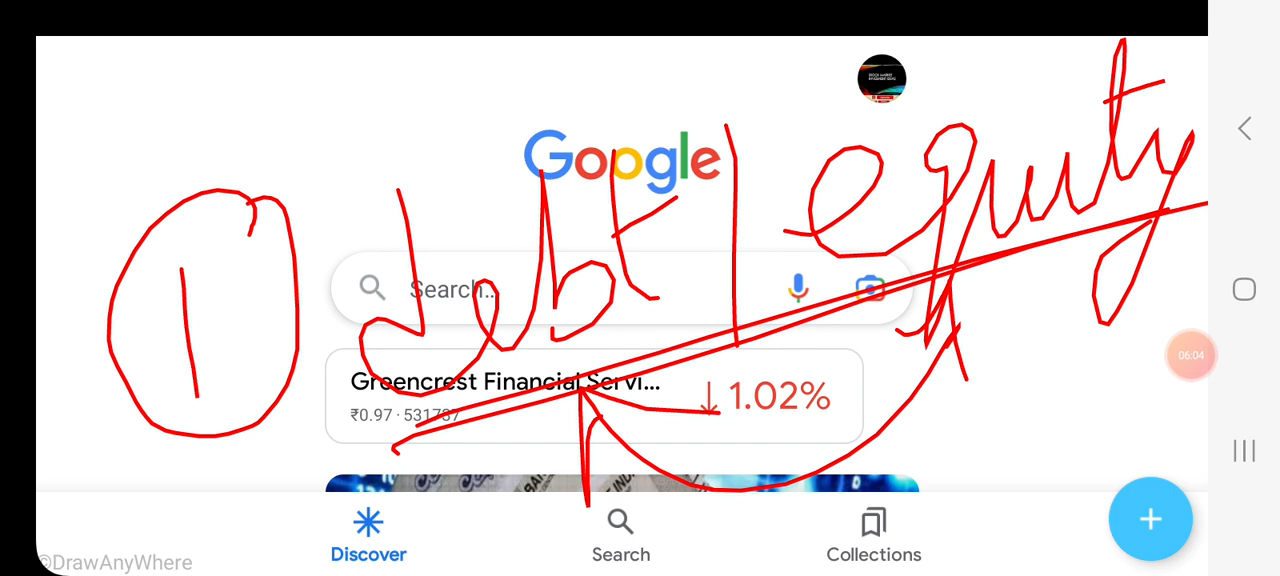 Google
① debt | equity
Search...
Greencrest Financial Servi...
↓ 1.02%
₹0.97 · 531737
06:04
Discover
Search
Collections
©DrawAnyWhere